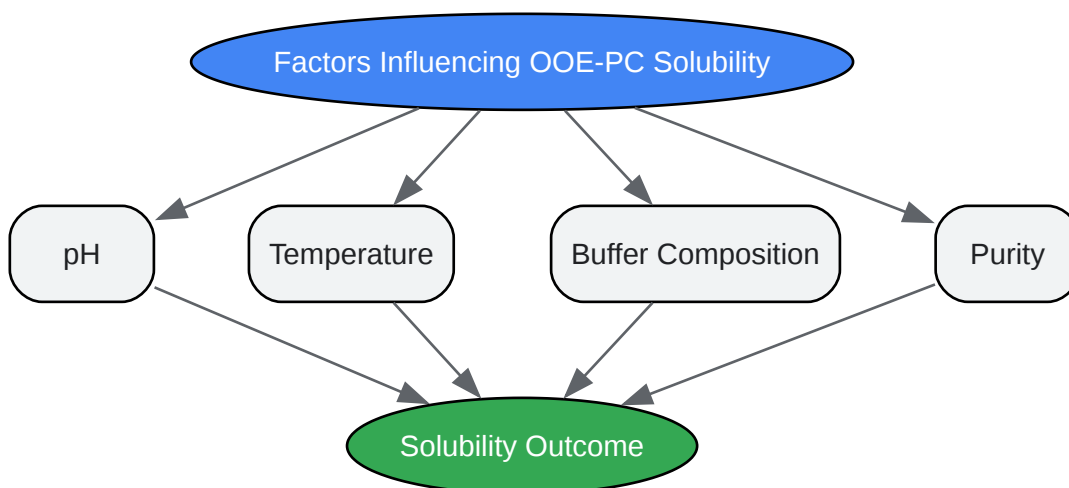 Factors Influencing OOE-PC Solubility
pH
Temperature
Buffer Composition
Purity
Solubility Outcome